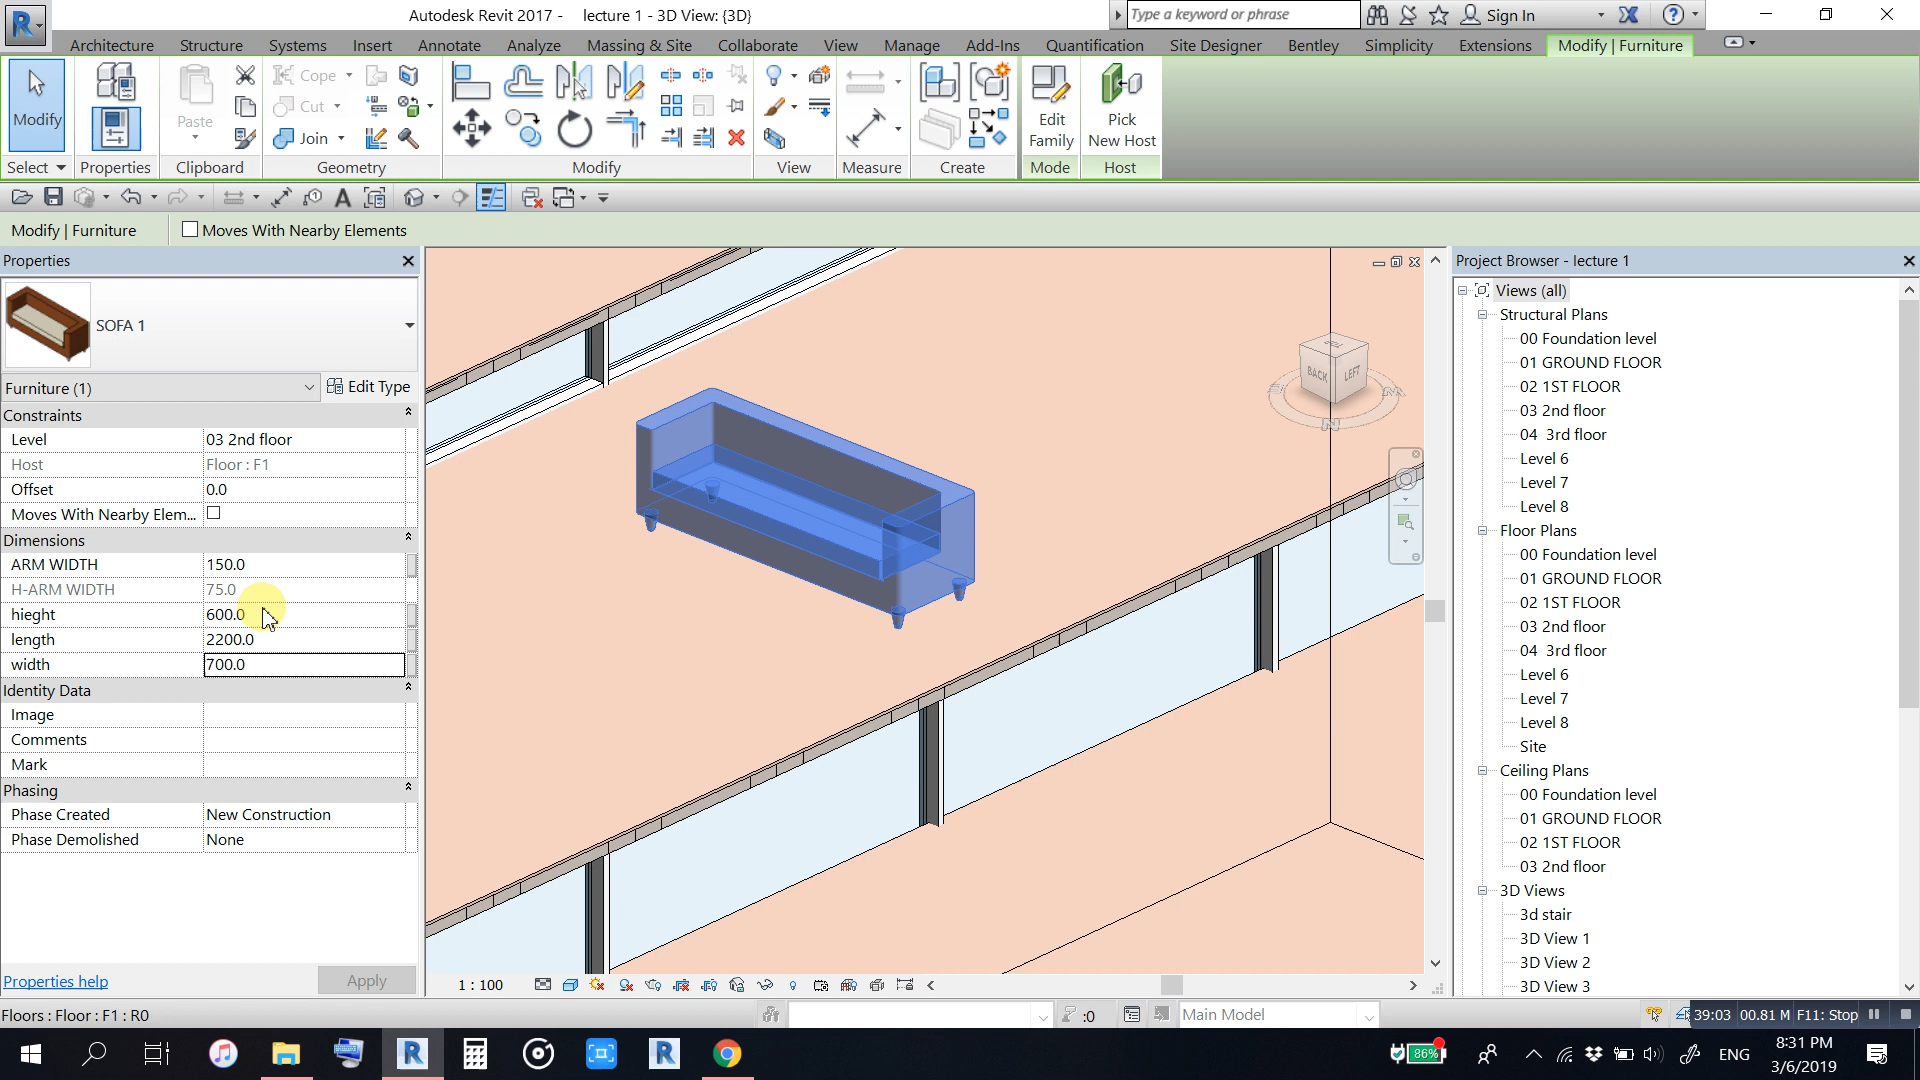 Autodesk Revit 2017 - lecture 1 - 3D View: {3D}
Type a keyword or phrase
Sign In
Architecture Structure Systems Insert Annotate Analyze Massing & Site Collaborate View Manage Add-Ins Quantification Site Designer Bentley Simplicity Extensions Modify | Furniture
Modify
Paste
Cope
Cut
Join
Edit
Family
Pick
New Host
Select Properties Clipboard Geometry Modify View Measure Create Mode Host
Modify | Furniture Moves With Nearby Elements
Properties
SOFA 1
Furniture (1) Edit Type
Constraints
Level 03 2nd floor
Host Floor : F1
Offset 0.0
Moves With Nearby Elem...
Dimensions
ARM WIDTH 150.0
H-ARM WIDTH 75.0
hieght 600.0
length 2200.0
width 700.0
Identity Data
Image
Comments
Mark
Phasing
Phase Created New Construction
Phase Demolished None
Properties help Apply
BACK LEFT
N
1 : 100
Project Browser - lecture 1
Views (all)
Structural Plans
00 Foundation level
01 GROUND FLOOR
02 1ST FLOOR
03 2nd floor
04 3rd floor
Level 6
Level 7
Level 8
Floor Plans
00 Foundation level
01 GROUND FLOOR
02 1ST FLOOR
03 2nd floor
04 3rd floor
Level 6
Level 7
Level 8
Site
Ceiling Plans
00 Foundation level
01 GROUND FLOOR
02 1ST FLOOR
03 2nd floor
3D Views
3d stair
3D View 1
3D View 2
3D View 3
Floors : Floor : F1 : R0
:0
Main Model
39:03 00.81 M F11: Stop
86%
ENG
8:31 PM
3/6/2019